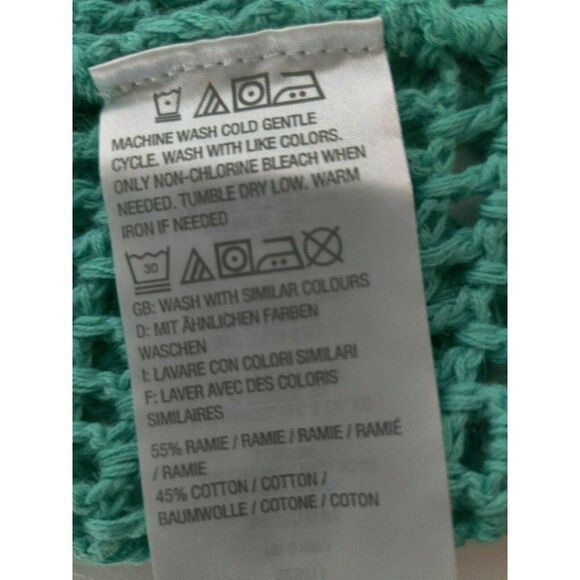 MACHINE WASH COLD GENTLE
CYCLE. WASH WITH LIKE COLORS.
ONLY NON-CHLORINE BLEACH WHEN
NEEDED. TUMBLE DRY LOW. WARM
IRON IF NEEDED
30
GB: WASH WITH SIMILAR COLOURS
D: MIT ÄHNLICHEN FARBEN
WASCHEN
I: LAVARE CON COLORI SIMILARI
F: LAVER AVEC DES COLORIS
SIMILAIRES
55% RAMIE / RAMIE / RAMIE / RAMIÉ
/ RAMIE
45% COTTON / COTTON /
BAUMWOLLE / COTONE / COTON